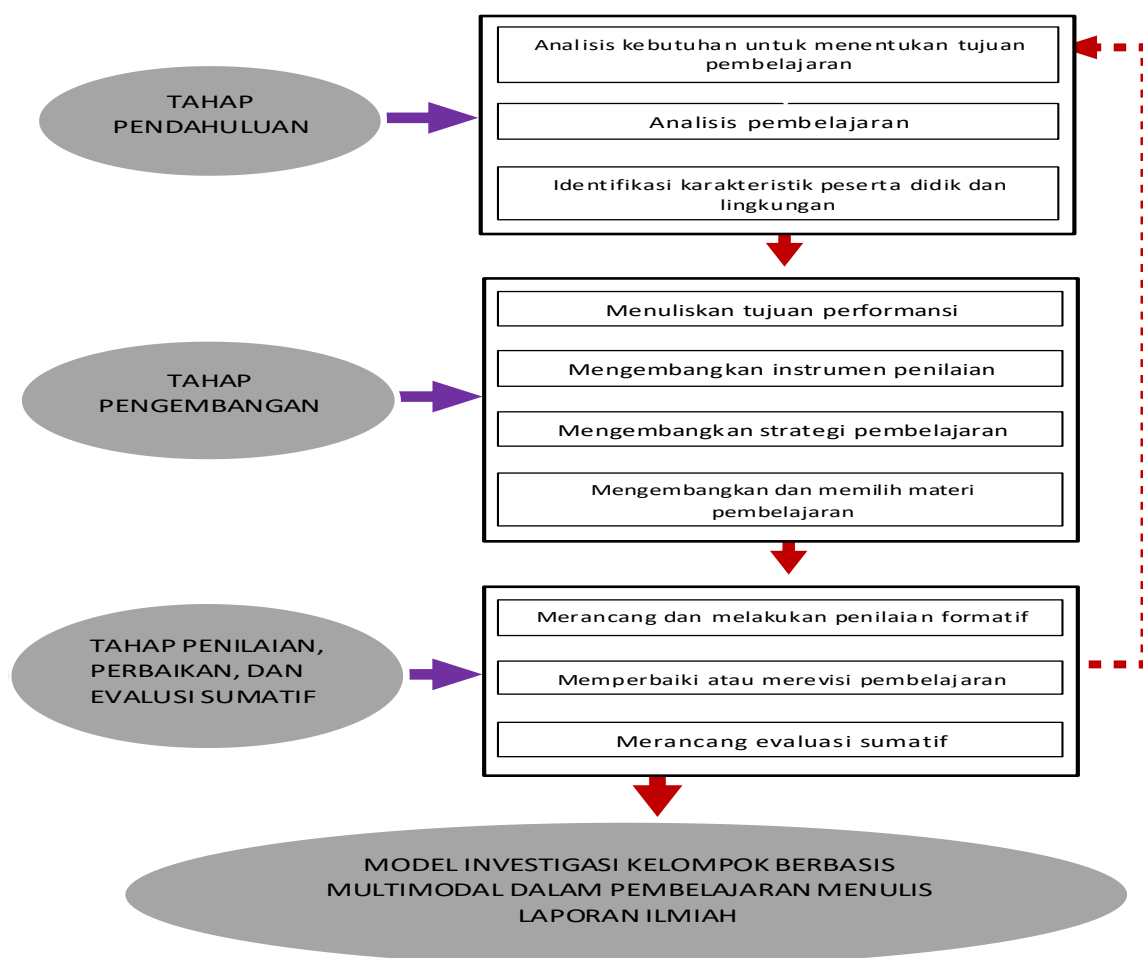 Analisis kebutuhan untuk menentukan tujuan
pembelajaran
TAHAP
PENDAHULUAN
Analisis pembelajaran
Identifikasi karakteristik peserta didik dan
lingkungan
Menuliskan tujuan performansi
TAHAP
PENGEMBANGAN
Mengembangkan instrumen penilaian
Mengembangkan strategi pembelajaran
Mengembangkan dan memilih materi
pembelajaran
Merancang dan melakukan penilaian formatif
TAHAP PENILAIAN,
PERBAIKAN, DAN
EVALUSI SUMATIF
Memperbaiki atau merevisi pembelajaran
Merancang evaluasi sumatif
MODEL INVESTIGASI KELOMPOK BERBASIS
MULTIMODAL DALAM PEMBELAJARAN MENULIS
LAPORAN ILMIAH